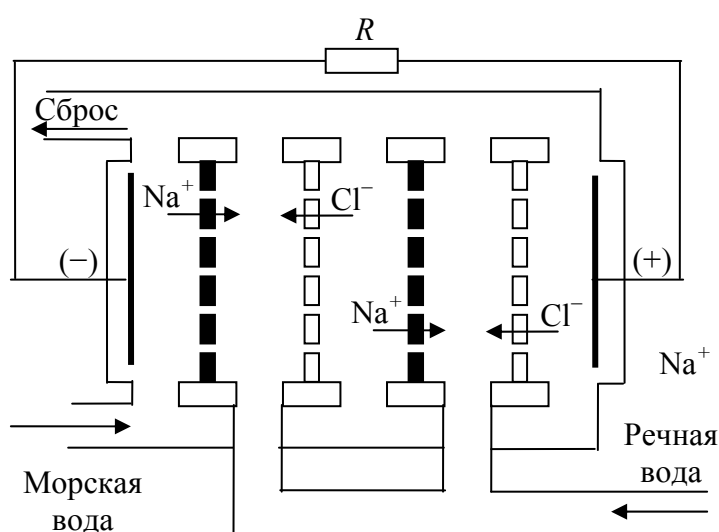 R
Сброс
Na⁺
Cl⁻
(−)
(+)
Na⁺
Cl⁻
Na⁺
Морская
вода
Речная
вода